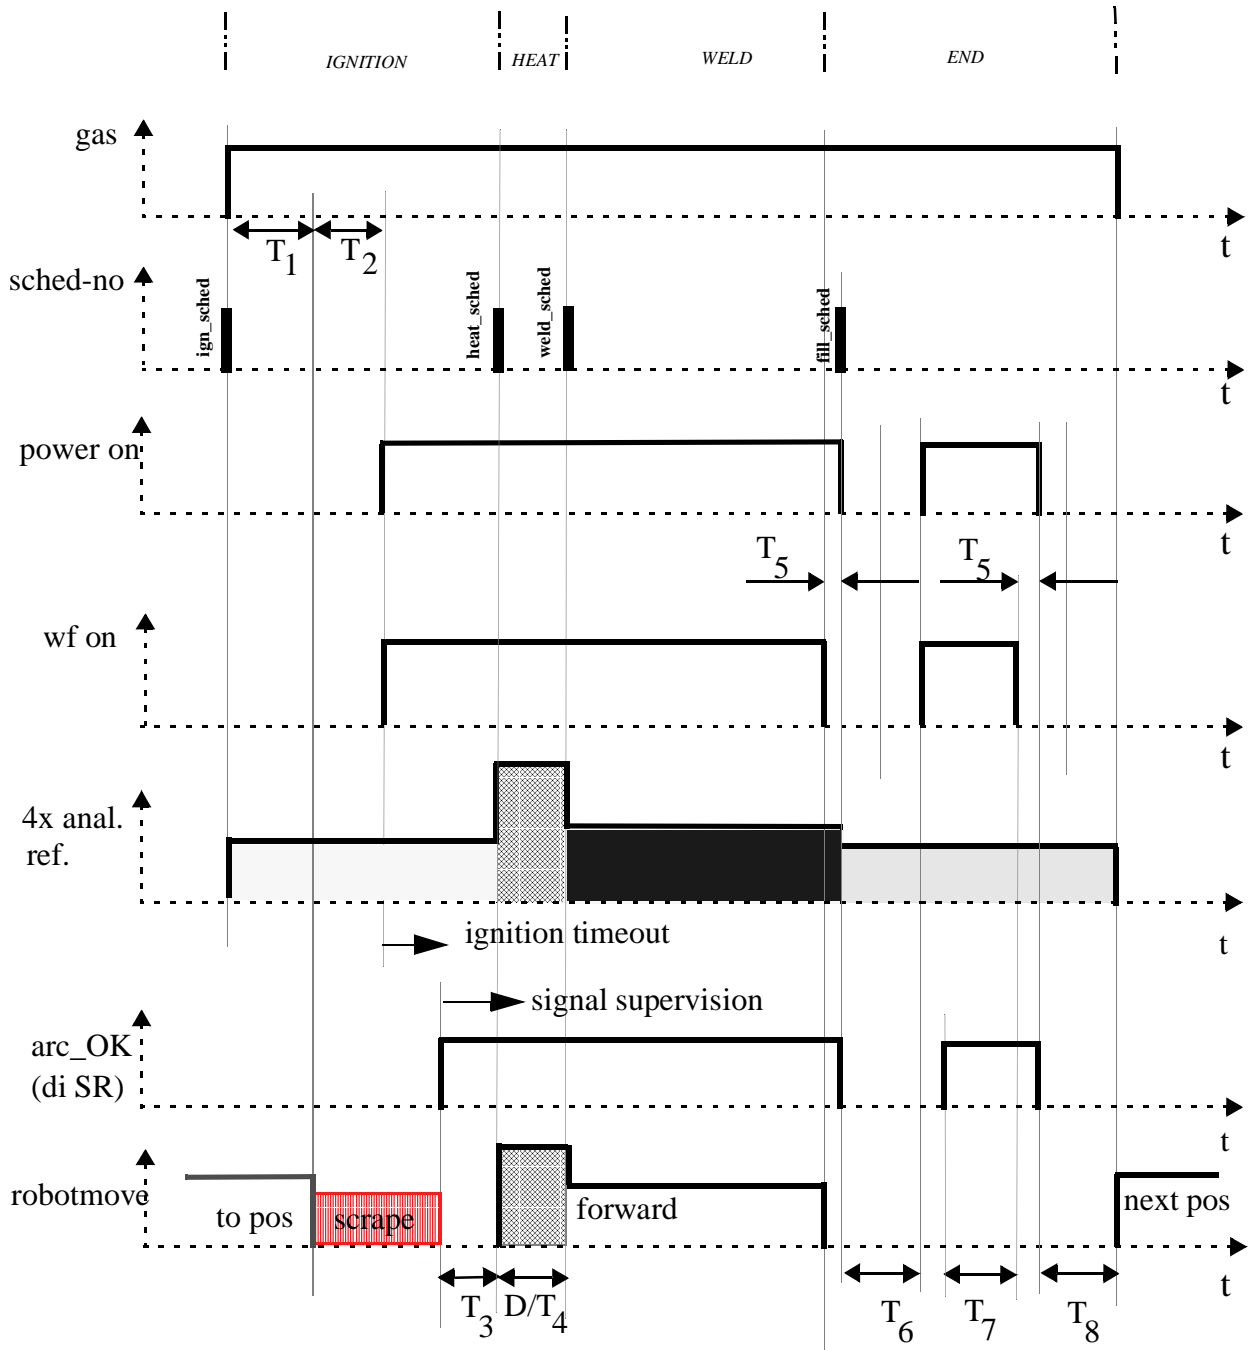 IGNITION HEAT WELD END
gas
T1 T2 t
sched-no
ign_sched heat_sched weld_sched fill_sched
t
power on
t
T5 T5
wf on
t
4x anal.
ref.
ignition timeout t
signal supervision
arc_OK
(di SR)
t
robotmove
to pos scrape forward next pos
t
T3 D/T4 T6 T7 T8